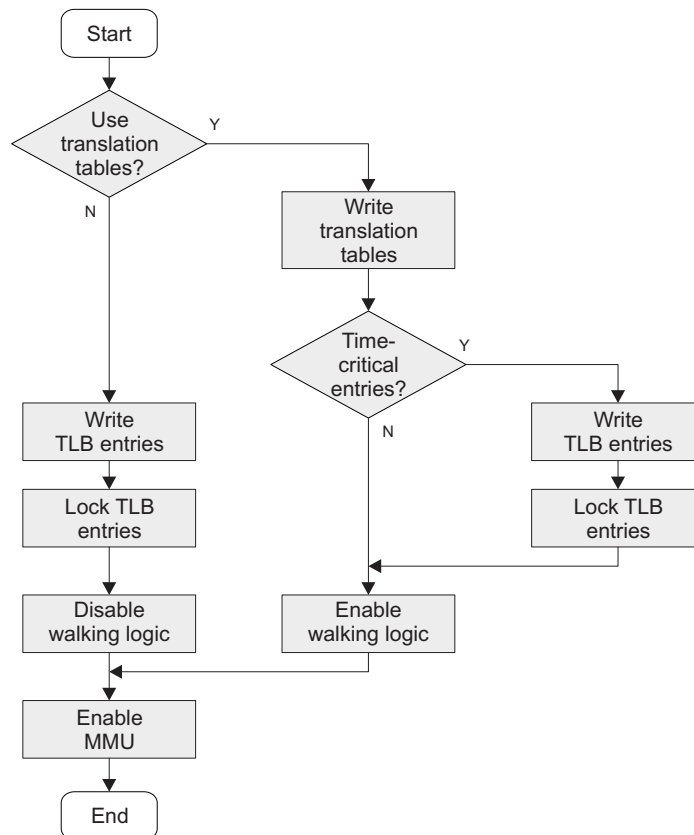 Start
Use
translation
tables?
Y
N
Write
translation
tables
Time-
critical
entries?
Y
N
Write
TLB entries
Write
TLB entries
Lock TLB
entries
Lock TLB
entries
Disable
walking logic
Enable
walking logic
Enable
MMU
End